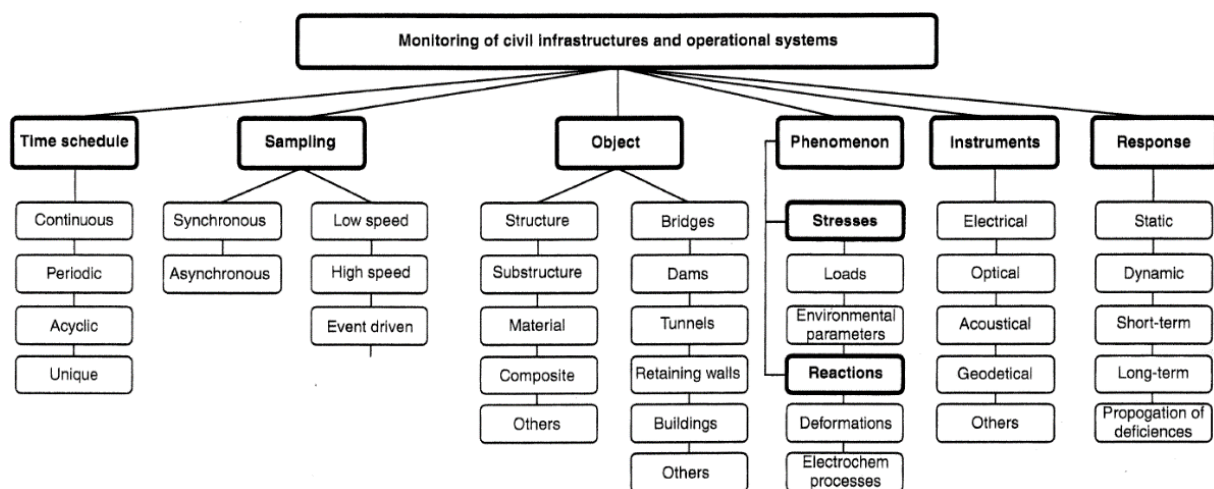 Monitoring of civil infrastructures and operational systems
Time schedule
Sampling
Object
Phenomenon
Instruments
Response
Continuous
Synchronous
Low speed
Structure
Bridges
Stresses
Electrical
Static
Periodic
Asynchronous
High speed
Substructure
Dams
Loads
Optical
Dynamic
Acyclic
Event driven
Material
Tunnels
Environmental
parameters
Acoustical
Short-term
Unique
Composite
Retaining walls
Reactions
Geodetical
Long-term
Others
Buildings
Deformations
Others
Propogation of
deficiences
Others
Electrochem
processes